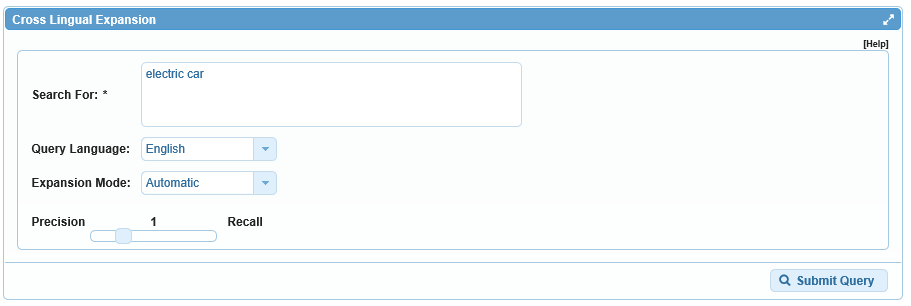 Cross Lingual Expansion
[Help]
Search For: *
electric car
Query Language: English
Expansion Mode: Automatic
Precision 1 Recall
Submit Query